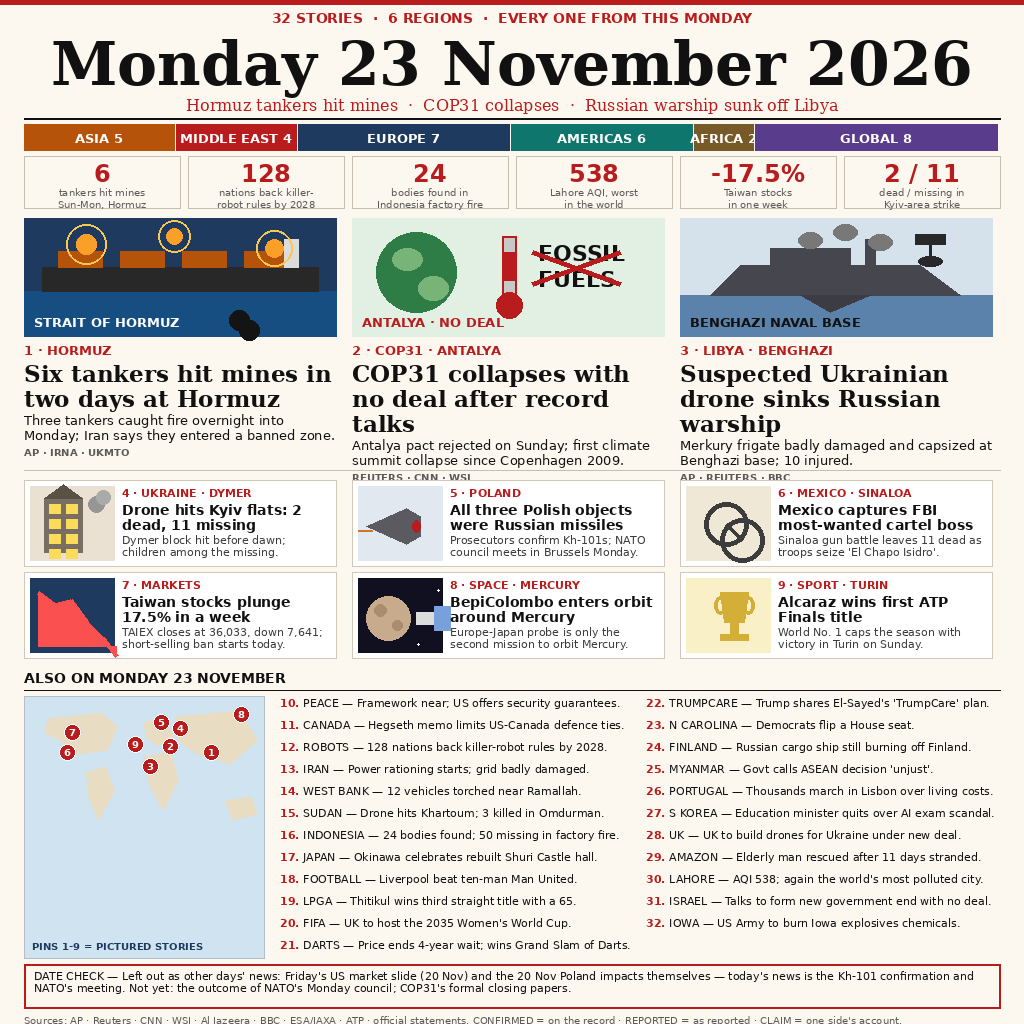 32 STORIES · 6 REGIONS · EVERY ONE FROM THIS MONDAY
Monday 23 November 2026
Hormuz tankers hit mines · COP31 collapses · Russian warship sunk off Libya
ASIA 5
MIDDLE EAST 4
EUROPE 7
AMERICAS 6
AFRICA 2
GLOBAL 8
6
tankers hit mines
Sun-Mon, Hormuz
128
nations back killer-
robot rules by 2028
24
bodies found in
Indonesia factory fire
538
Lahore AQI, worst
in the world
-17.5%
Taiwan stocks
in one week
2 / 11
dead / missing in
Kyiv-area strike
STRAIT OF HORMUZ
FOSSIL
FUELS
ANTALYA · NO DEAL
BENGHAZI NAVAL BASE
1 · HORMUZ
Six tankers hit mines in
two days at Hormuz
Three tankers caught fire overnight into
Monday; Iran says they entered a banned zone.
AP · IRNA · UKMTO
2 · COP31 · ANTALYA
COP31 collapses with
no deal after record
talks
Antalya pact rejected on Sunday; first climate
summit collapse since Copenhagen 2009.
REUTERS · CNN · WSJ
3 · LIBYA · BENGHAZI
Suspected Ukrainian
drone sinks Russian
warship
Merkury frigate badly damaged and capsized at
Benghazi base; 10 injured.
AP · REUTERS · BBC
4 · UKRAINE · DYMER
Drone hits Kyiv flats: 2
dead, 11 missing
Dymer block hit before dawn;
children among the missing.
5 · POLAND
All three Polish objects
were Russian missiles
Prosecutors confirm Kh-101s; NATO
council meets in Brussels Monday.
6 · MEXICO · SINALOA
Mexico captures FBI
most-wanted cartel boss
Sinaloa gun battle leaves 11 dead as
troops seize 'El Chapo Isidro'.
7 · MARKETS
Taiwan stocks plunge
17.5% in a week
TAIEX closes at 36,033, down 7,641;
short-selling ban starts today.
8 · SPACE · MERCURY
BepiColombo enters orbit
around Mercury
Europe-Japan probe is only the
second mission to orbit Mercury.
9 · SPORT · TURIN
Alcaraz wins first ATP
Finals title
World No. 1 caps the season with
victory in Turin on Sunday.
ALSO ON MONDAY 23 NOVEMBER
7
6
5
4
8
9
2
1
3
PINS 1-9 = PICTURED STORIES
10. PEACE — Framework near; US offers security guarantees.
11. CANADA — Hegseth memo limits US-Canada defence ties.
12. ROBOTS — 128 nations back killer-robot rules by 2028.
13. IRAN — Power rationing starts; grid badly damaged.
14. WEST BANK — 12 vehicles torched near Ramallah.
15. SUDAN — Drone hits Khartoum; 3 killed in Omdurman.
16. INDONESIA — 24 bodies found; 50 missing in factory fire.
17. JAPAN — Okinawa celebrates rebuilt Shuri Castle hall.
18. FOOTBALL — Liverpool beat ten-man Man United.
19. LPGA — Thitikul wins third straight title with a 65.
20. FIFA — UK to host the 2035 Women's World Cup.
21. DARTS — Price ends 4-year wait; wins Grand Slam of Darts.
22. TRUMPCARE — Trump shares El-Sayed's 'TrumpCare' plan.
23. N CAROLINA — Democrats flip a House seat.
24. FINLAND — Russian cargo ship still burning off Finland.
25. MYANMAR — Govt calls ASEAN decision 'unjust'.
26. PORTUGAL — Thousands march in Lisbon over living costs.
27. S KOREA — Education minister quits over AI exam scandal.
28. UK — UK to build drones for Ukraine under new deal.
29. AMAZON — Elderly man rescued after 11 days stranded.
30. LAHORE — AQI 538; again the world's most polluted city.
31. ISRAEL — Talks to form new government end with no deal.
32. IOWA — US Army to burn Iowa explosives chemicals.
DATE CHECK — Left out as other days' news: Friday's US market slide (20 Nov) and the 20 Nov Poland impacts themselves — today's news is the Kh-101 confirmation and
NATO's meeting. Not yet: the outcome of NATO's Monday council; COP31's formal closing papers.
Sources: AP · Reuters · CNN · WSJ · Al Jazeera · BBC · ESA/JAXA · ATP · official statements. CONFIRMED = on the record · REPORTED = as reported · CLAIM = one side's account.